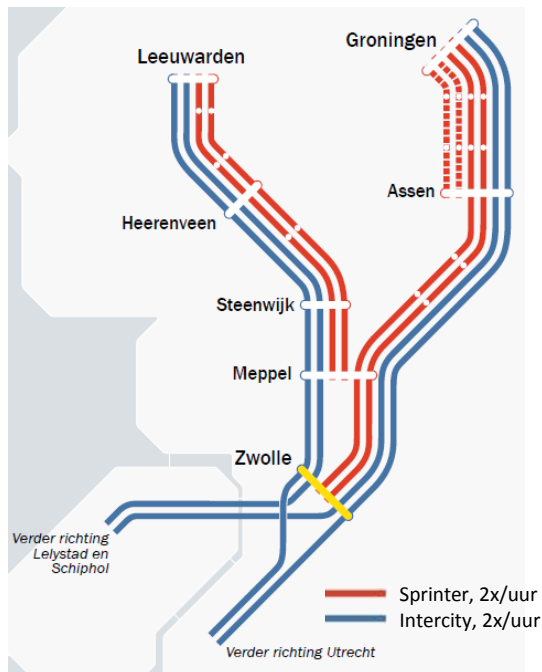 Groningen
Leeuwarden
Assen
Heerenveen
Steenwijk
Meppel
Zwolle
Verder richting
Lelystad en
Schiphol
Sprinter, 2x/uur
Intercity, 2x/uur
Verder richting Utrecht